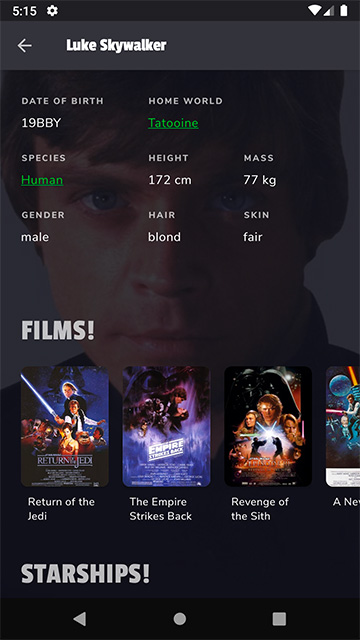 5:15
Luke Skywalker
DATE OF BIRTH HOME WORLD
19BBY Tatooine
SPECIES HEIGHT MASS
Human 172 cm 77 kg
GENDER HAIR SKIN
male blond fair
FILMS!
RETURN OF THE JEDI
THE EMPIRE STRIKES BACK
Return of the Jedi
The Empire Strikes Back
Revenge of the Sith
A New
STARSHIPS!